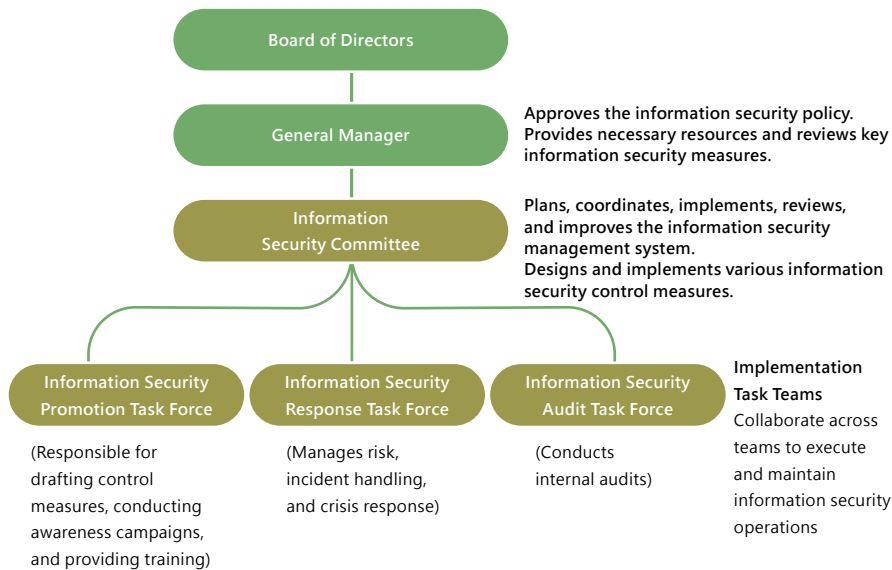 Board of Directors
General Manager
Approves the information security policy.
Provides necessary resources and reviews key
information security measures.
Information
Security Committee
Plans, coordinates, implements, reviews,
and improves the information security
management system.
Designs and implements various information
security control measures.
Information Security
Promotion Task Force
(Responsible for
drafting control
measures, conducting
awareness campaigns,
and providing training)
Information Security
Response Task Force
(Manages risk,
incident handling,
and crisis response)
Information Security
Audit Task Force
(Conducts
internal audits)
Implementation
Task Teams
Collaborate across
teams to execute
and maintain
information security
operations